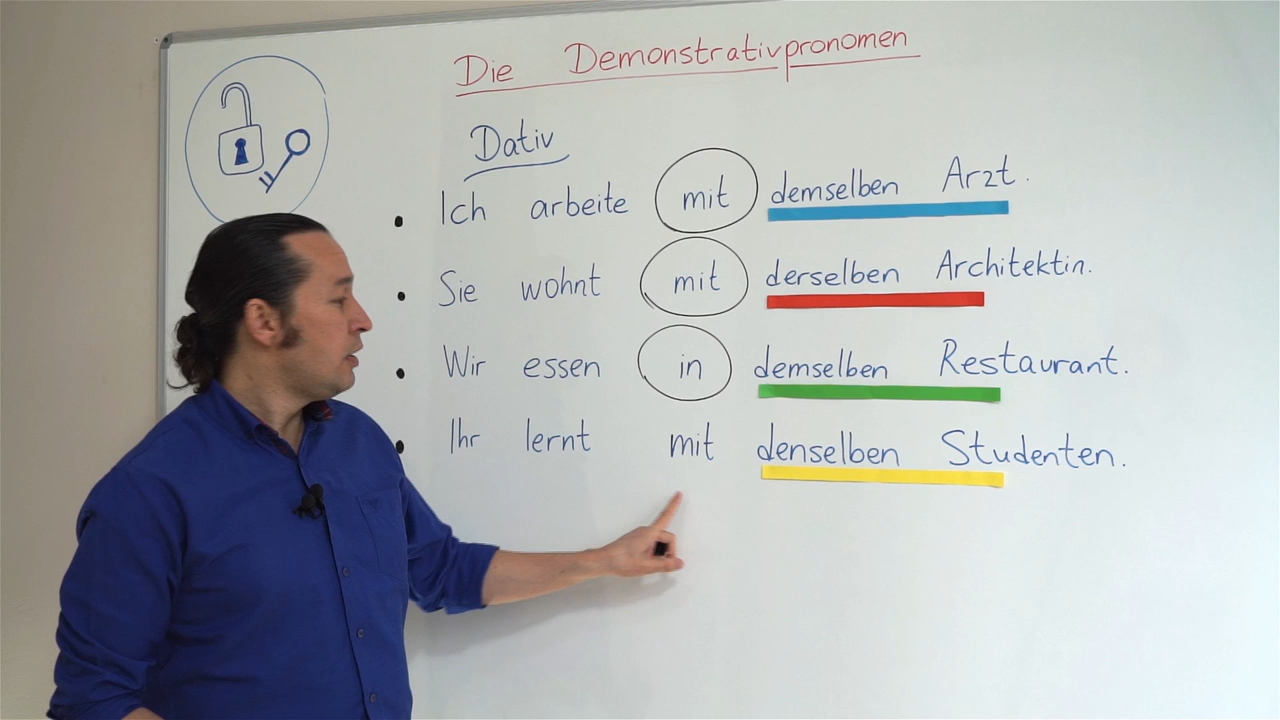 Die Demonstrativpronomen
Dativ
• Ich arbeite mit demselben Arzt.
• Sie wohnt mit derselben Architektin.
• Wir essen in demselben Restaurant.
• Ihr lernt mit denselben Studenten.